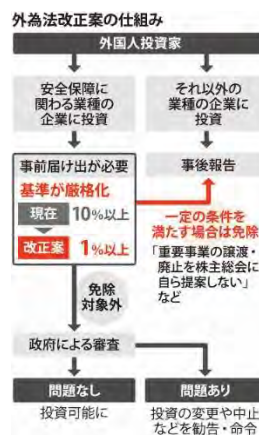 外為法改正案の仕組み
外国人投資家
安全保障に
関わる業種の
企業に投資
それ以外の
業種の企業に
投資
事前届け出が必要
基準が厳格化
現在 10%以上
改正案 1%以上
事後報告
一定の条件を
満たす場合は免除
「重要事業の譲渡・
廃止を株主総会に
自ら提案しない」
など
免除
対象外
政府による審査
問題なし
投資可能に
問題あり
投資の変更や中止
などを勧告・命令